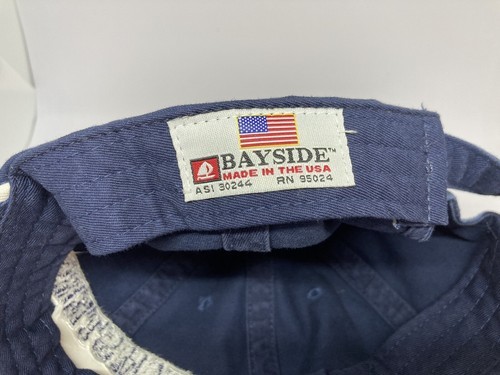 BAYSIDE™
MADE IN THE USA
ASI 30244 RN 95024